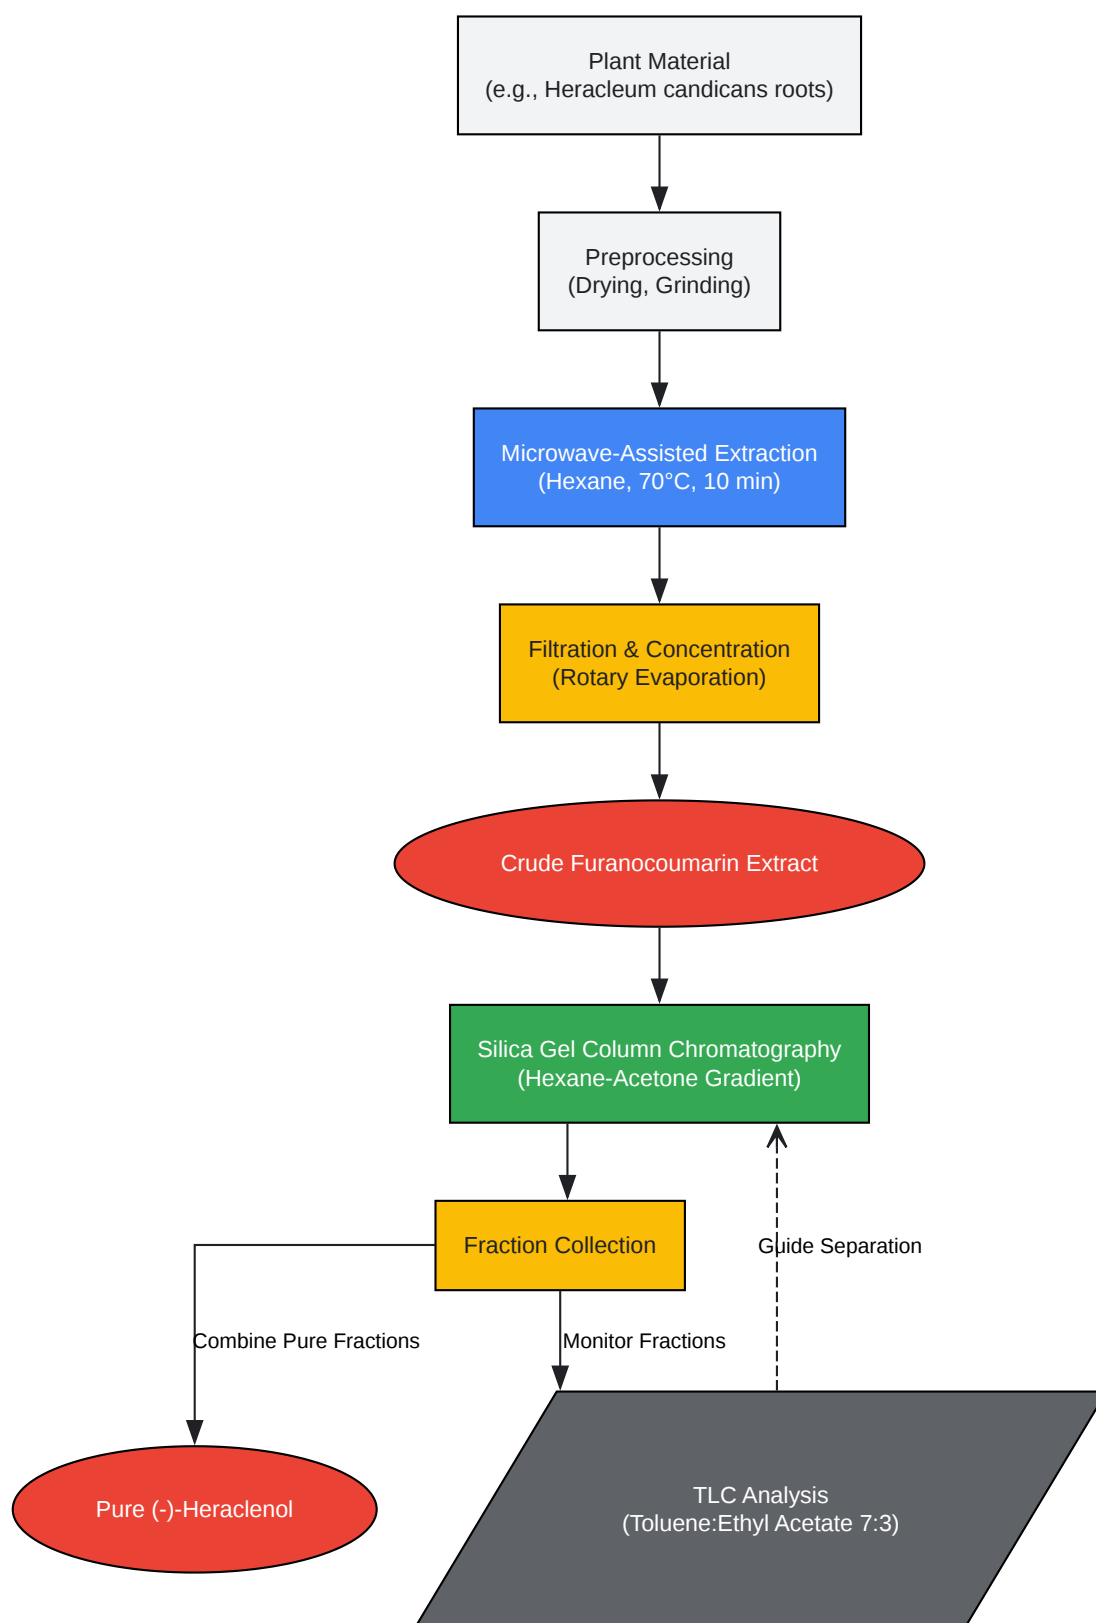 Plant Material
(e.g., Heracleum candicans roots)
Preprocessing
(Drying, Grinding)
Microwave-Assisted Extraction
(Hexane, 70°C, 10 min)
Filtration & Concentration
(Rotary Evaporation)
Crude Furanocoumarin Extract
Silica Gel Column Chromatography
(Hexane-Acetone Gradient)
Fraction Collection
Guide Separation
Combine Pure Fractions
Monitor Fractions
Pure (-)-Heraclenol
TLC Analysis
(Toluene:Ethyl Acetate 7:3)